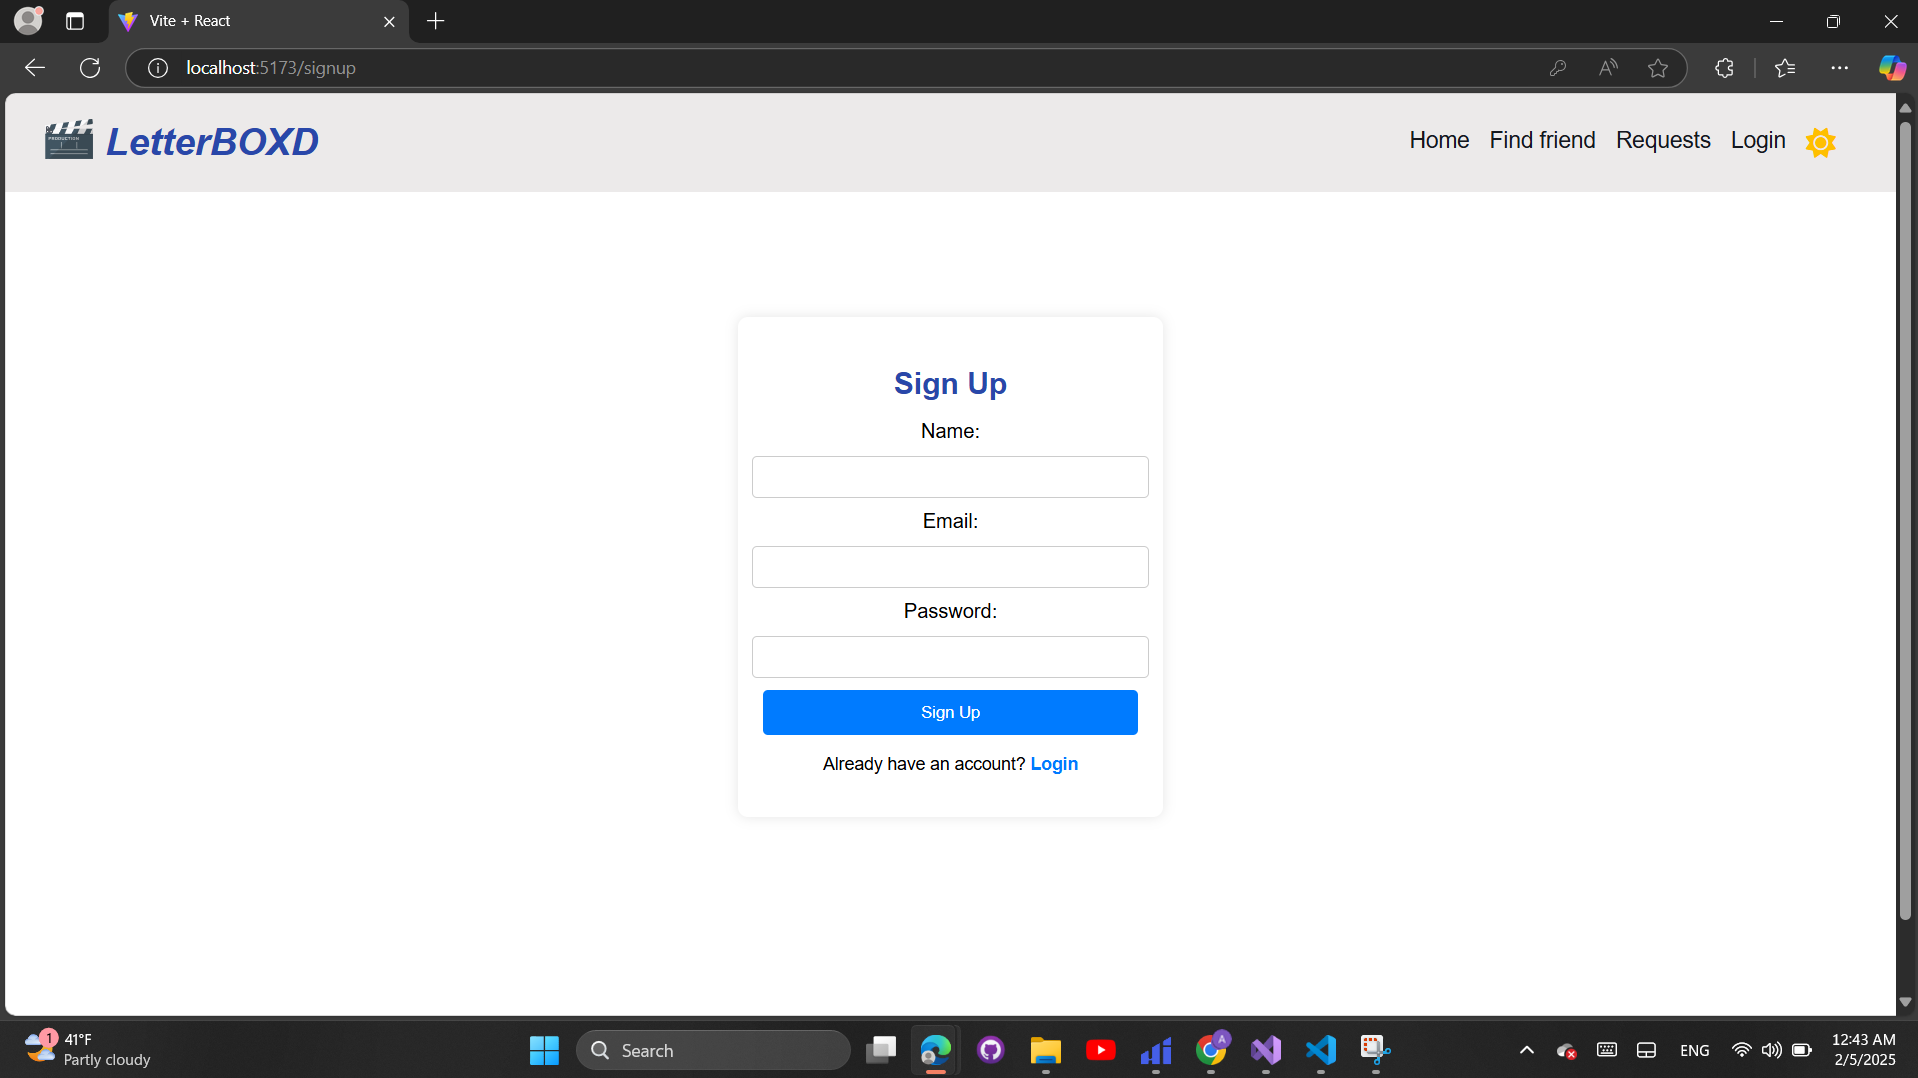 Vite + React
localhost:5173/signup
PRODUCTION
LetterBOXD
Home Find friend Requests Login
Sign Up
Name:
Email:
Password:
Sign Up
Already have an account? Login
1
41°F
Partly cloudy
Search
A
ENG
12:43 AM
2/5/2025